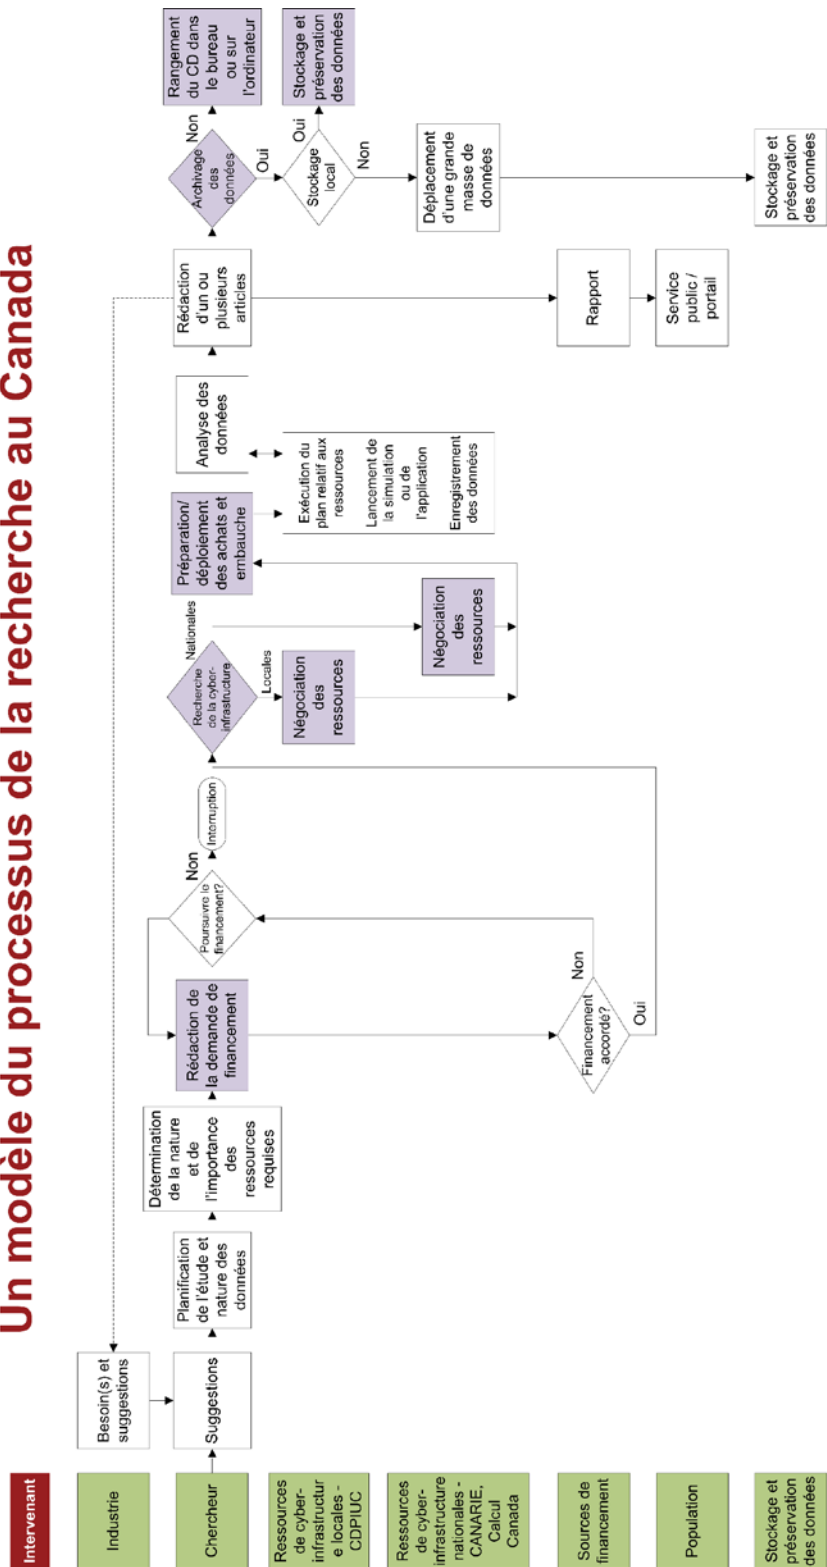 Un modèle du processus de la recherche au Canada
Intervenant
Industrie
Besoin(s) et
suggestions
Chercheur
Suggestions
Planification
de l'étude et
nature des
données
Détermination
de la nature
et de
l'importance
des
ressources
requises
Rédaction de
la demande de
financement
Poursuivre le
financement?
Non
Interruption
Recherche
de la cyber-
infrastructure
Nationales
Locales
Préparation/
déploiement
des achats et
embauche
Analyse des
données
Rédaction
d'un ou
plusieurs
articles
Archivage
des
données
Non
Oui
Rangement
du CD dans
le bureau
ou sur
l'ordinateur
Ressources
de cyber-
infrastructur
e locales -
CDPIUC
Négociation
des
ressources
Exécution du
plan relatif aux
ressources
Lancement de
la simulation
ou de
l'application
Enregistrement
des données
Stockage
local
Oui
Non
Stockage et
préservation
des données
Ressources
de cyber-
infrastructure
nationales -
CANARIE,
Calcul
Canada
Négociation
des
ressources
Déplacement
d'une grande
masse de
données
Sources de
financement
Financement
accordé?
Non
Oui
Rapport
Population
Service
public /
portail
Stockage et
préservation
des données
Stockage et
préservation
des données